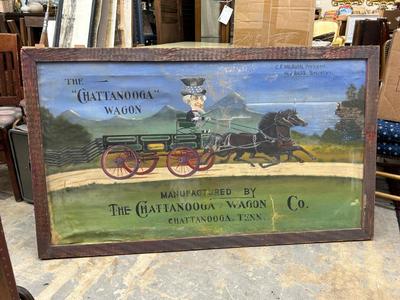 THE
"CHATTANOOGA"
WAGON
MANUFACTURED BY
THE CHATTANOOGA WAGON CO.
CHATTANOOGA. TENN.